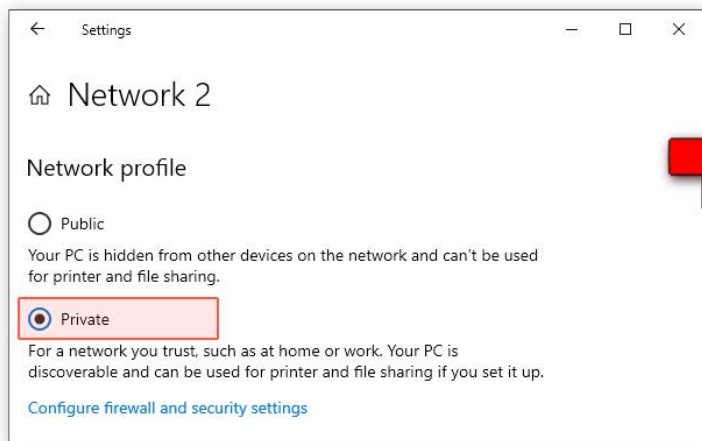 Settings
Network 2
Network profile
Public
Your PC is hidden from other devices on the network and can't be used
for printer and file sharing.
Private
For a network you trust, such as at home or work. Your PC is
discoverable and can be used for printer and file sharing if you set it up.
Configure firewall and security settings